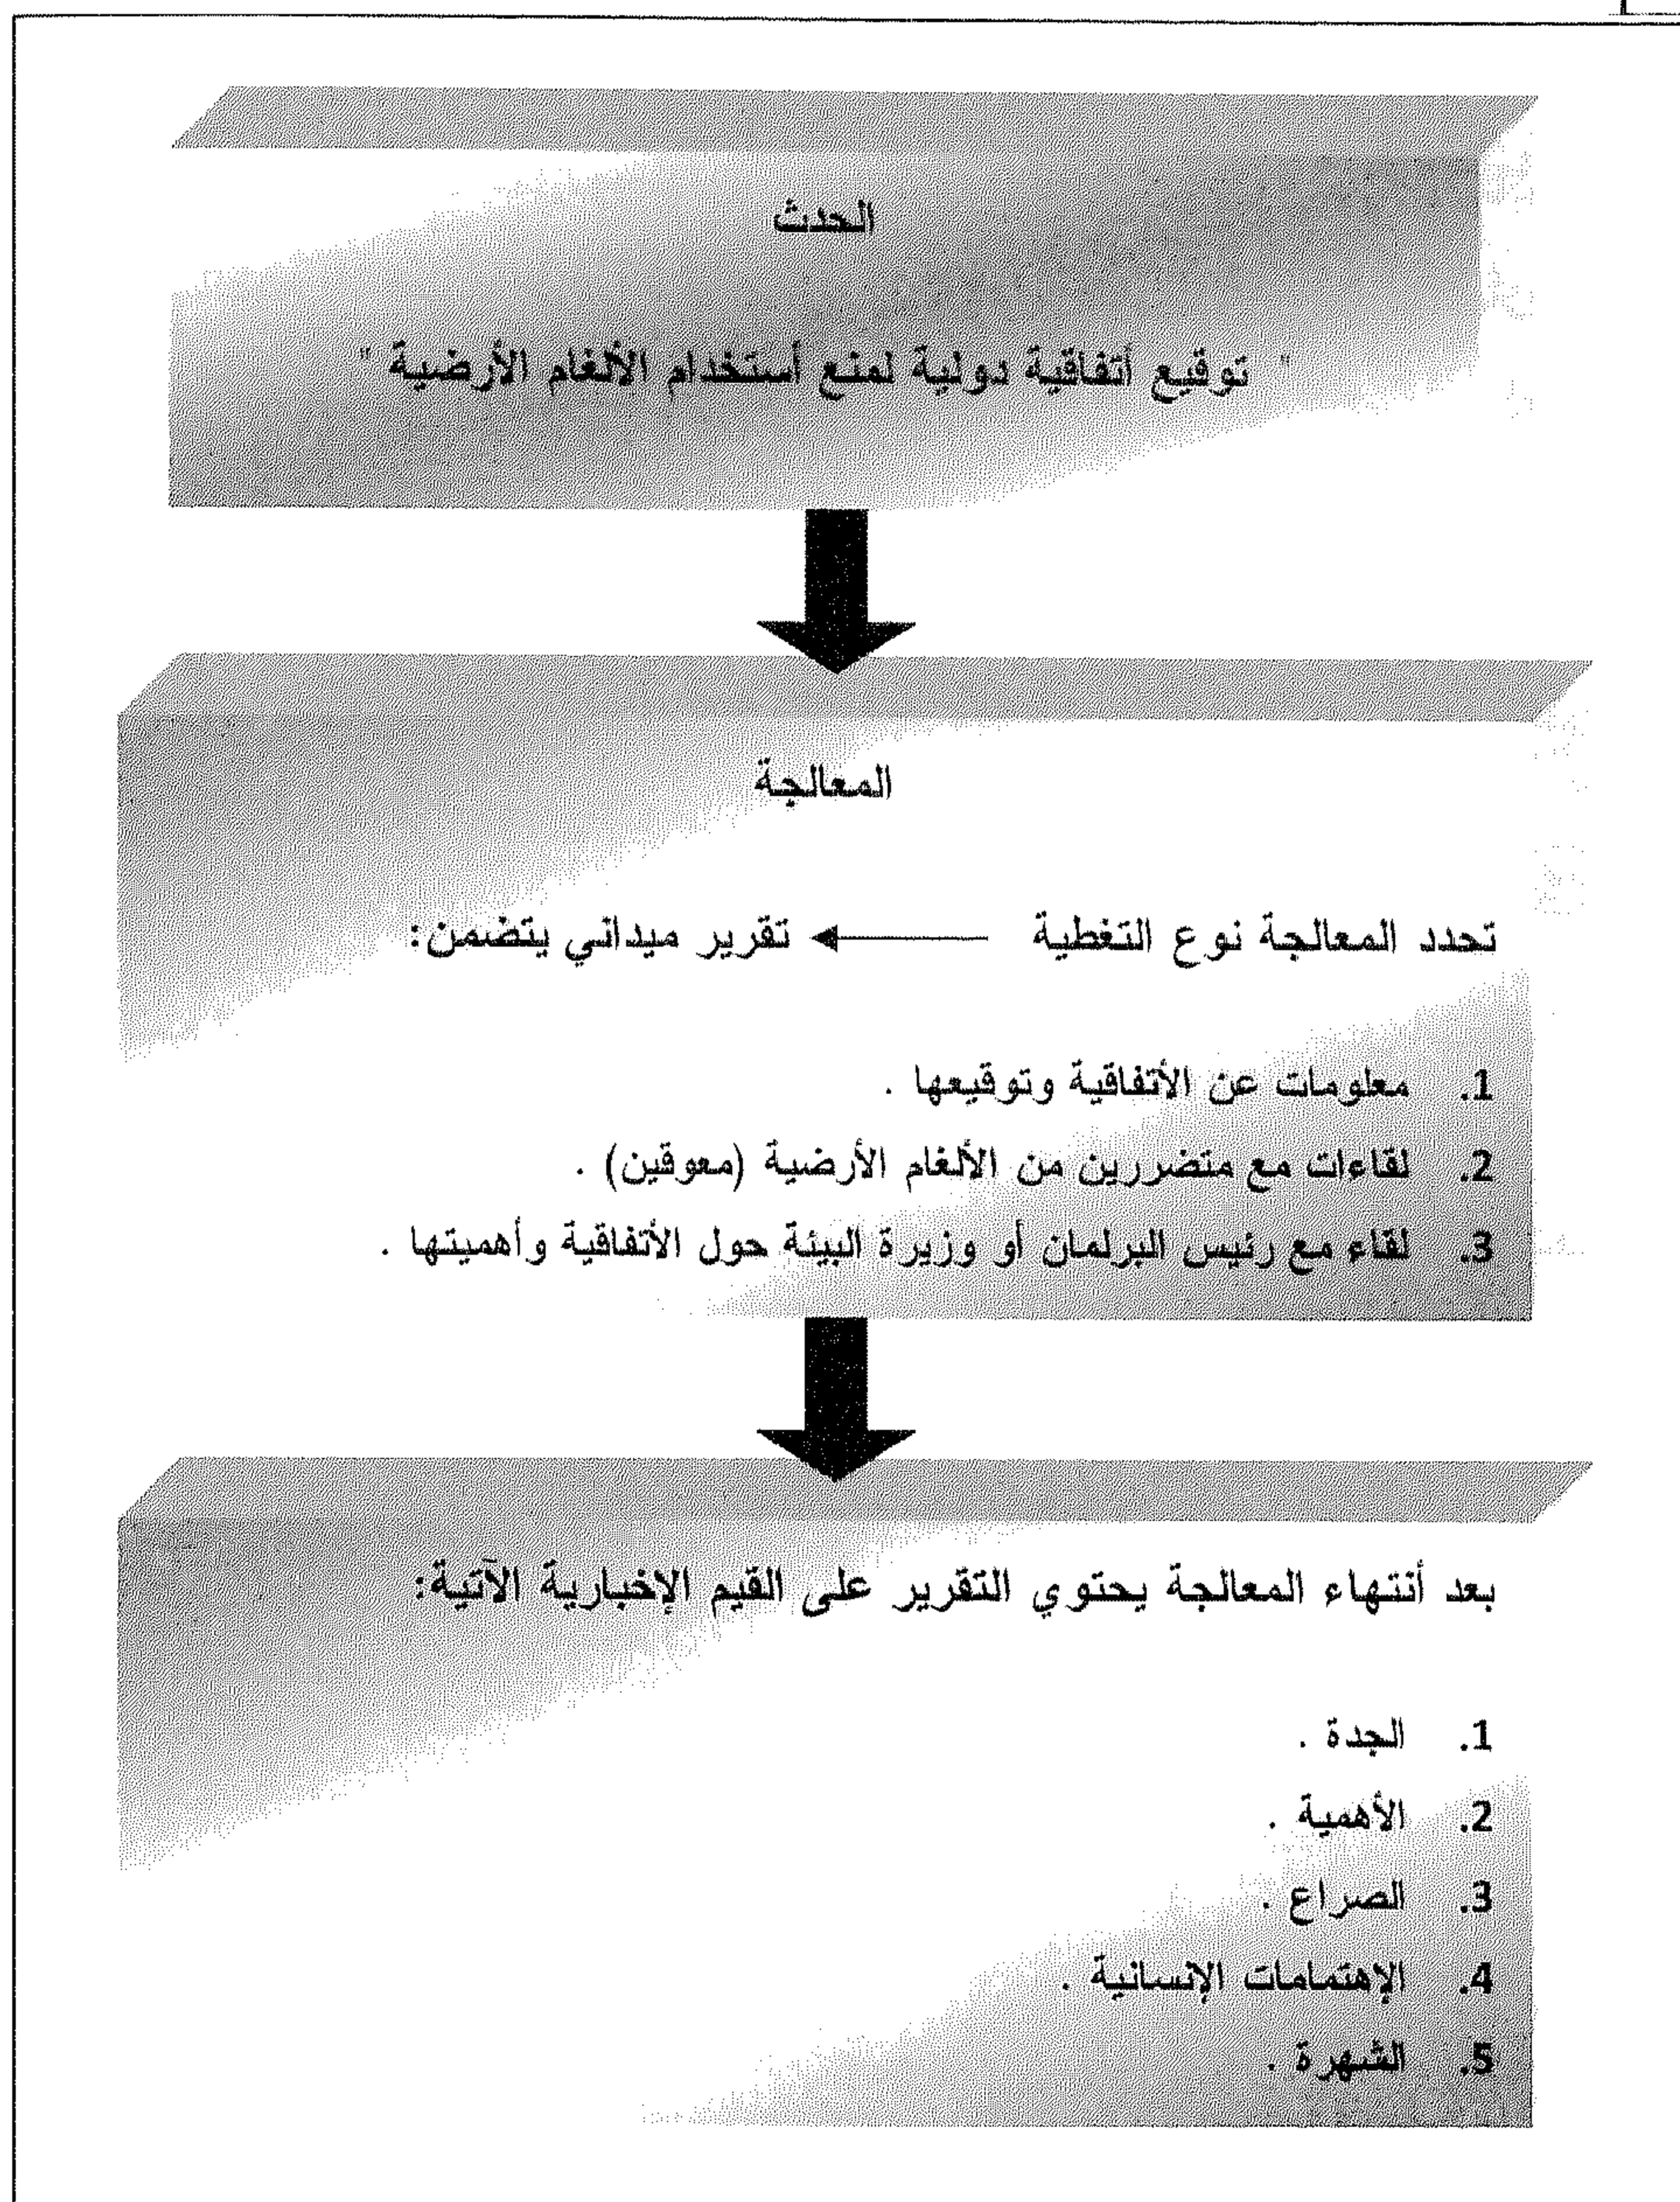 الحدث
" توقيع أتفاقية دولية لمنع أستخدام الألغام الأرضية "
المعالجة
تحدد المعالجة نوع التغطية ← تقرير ميداني يتضمن:
1. معلومات عن الأتفاقية وتوقيعها .
2. لقاءات مع متضررين من الألغام الأرضية (معوقين) .
3. لقاء مع رئيس البرلمان أو وزيرة البيئة حول الأتفاقية وأهميتها .
بعد أنتهاء المعالجة يحتوي التقرير على القيم الإخبارية الآتية:
1. الجدة .
2. الأهمية .
3. الصراع .
4. الإهتمامات الإنسانية .
5. الشهرة .